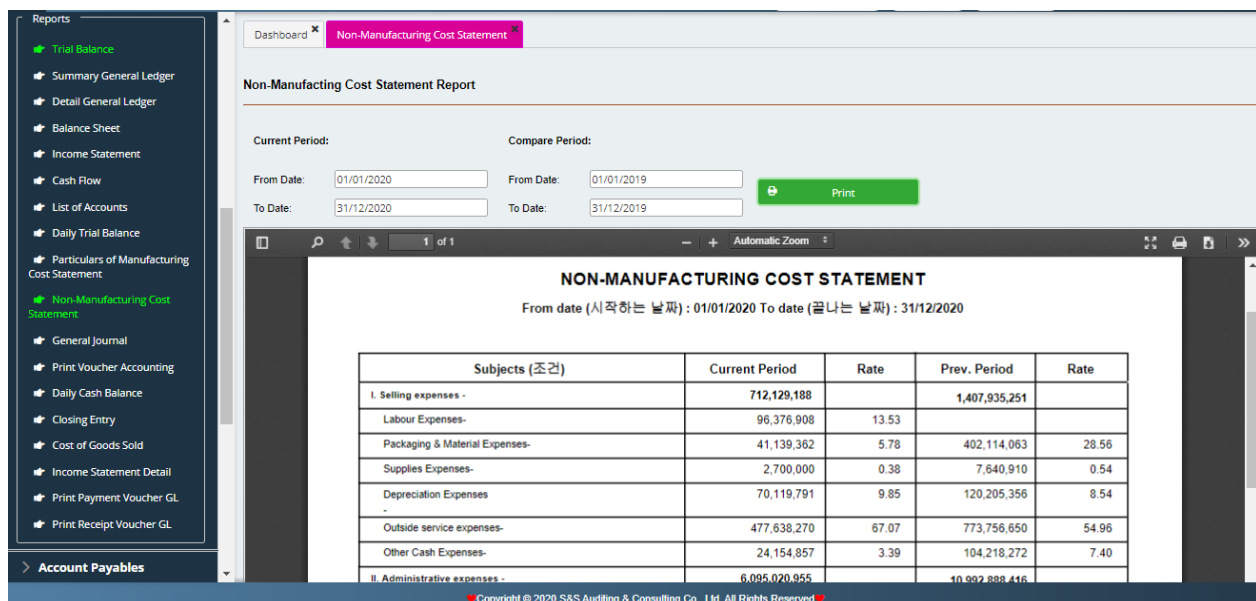 Reports
Trial Balance
Summary General Ledger
Detail General Ledger
Balance Sheet
Income Statement
Cash Flow
List of Accounts
Daily Trial Balance
Particulars of Manufacturing
Cost Statement
Non-Manufacturing Cost
Statement
General Journal
Print Voucher Accounting
Daily Cash Balance
Closing Entry
Cost of Goods Sold
Income Statement Detail
Print Payment Voucher GL
Print Receipt Voucher GL
Account Payables
Dashboard Non-Manufacturing Cost Statement
Non-Manufacting Cost Statement Report
Current Period: Compare Period:
From Date: 01/01/2020 From Date: 01/01/2019
Print
To Date: 31/12/2020 To Date: 31/12/2019
1 of 1 Automatic Zoom
NON-MANUFACTURING COST STATEMENT
From date (시작하는 날짜) : 01/01/2020 To date (끝나는 날짜) : 31/12/2020
Subjects (조건) Current Period Rate Prev. Period Rate
I. Selling expenses - 712,129,188 1,407,935,251
Labour Expenses- 96,376,908 13.53
Packaging & Material Expenses- 41,139,362 5.78 402,114,063 28.56
Supplies Expenses- 2,700,000 0.38 7,640,910 0.54
Depreciation Expenses 70,119,791 9.85 120,205,356 8.54
-
Outside service expenses- 477,638,270 67.07 773,756,650 54.96
Other Cash Expenses- 24,154,857 3.39 104,218,272 7.40
II. Administrative expenses - 6,095,020,955 10,992,888,416
Copyright @ 2020 S&S Auditing & Consulting Co., Ltd. All Rights Reserved